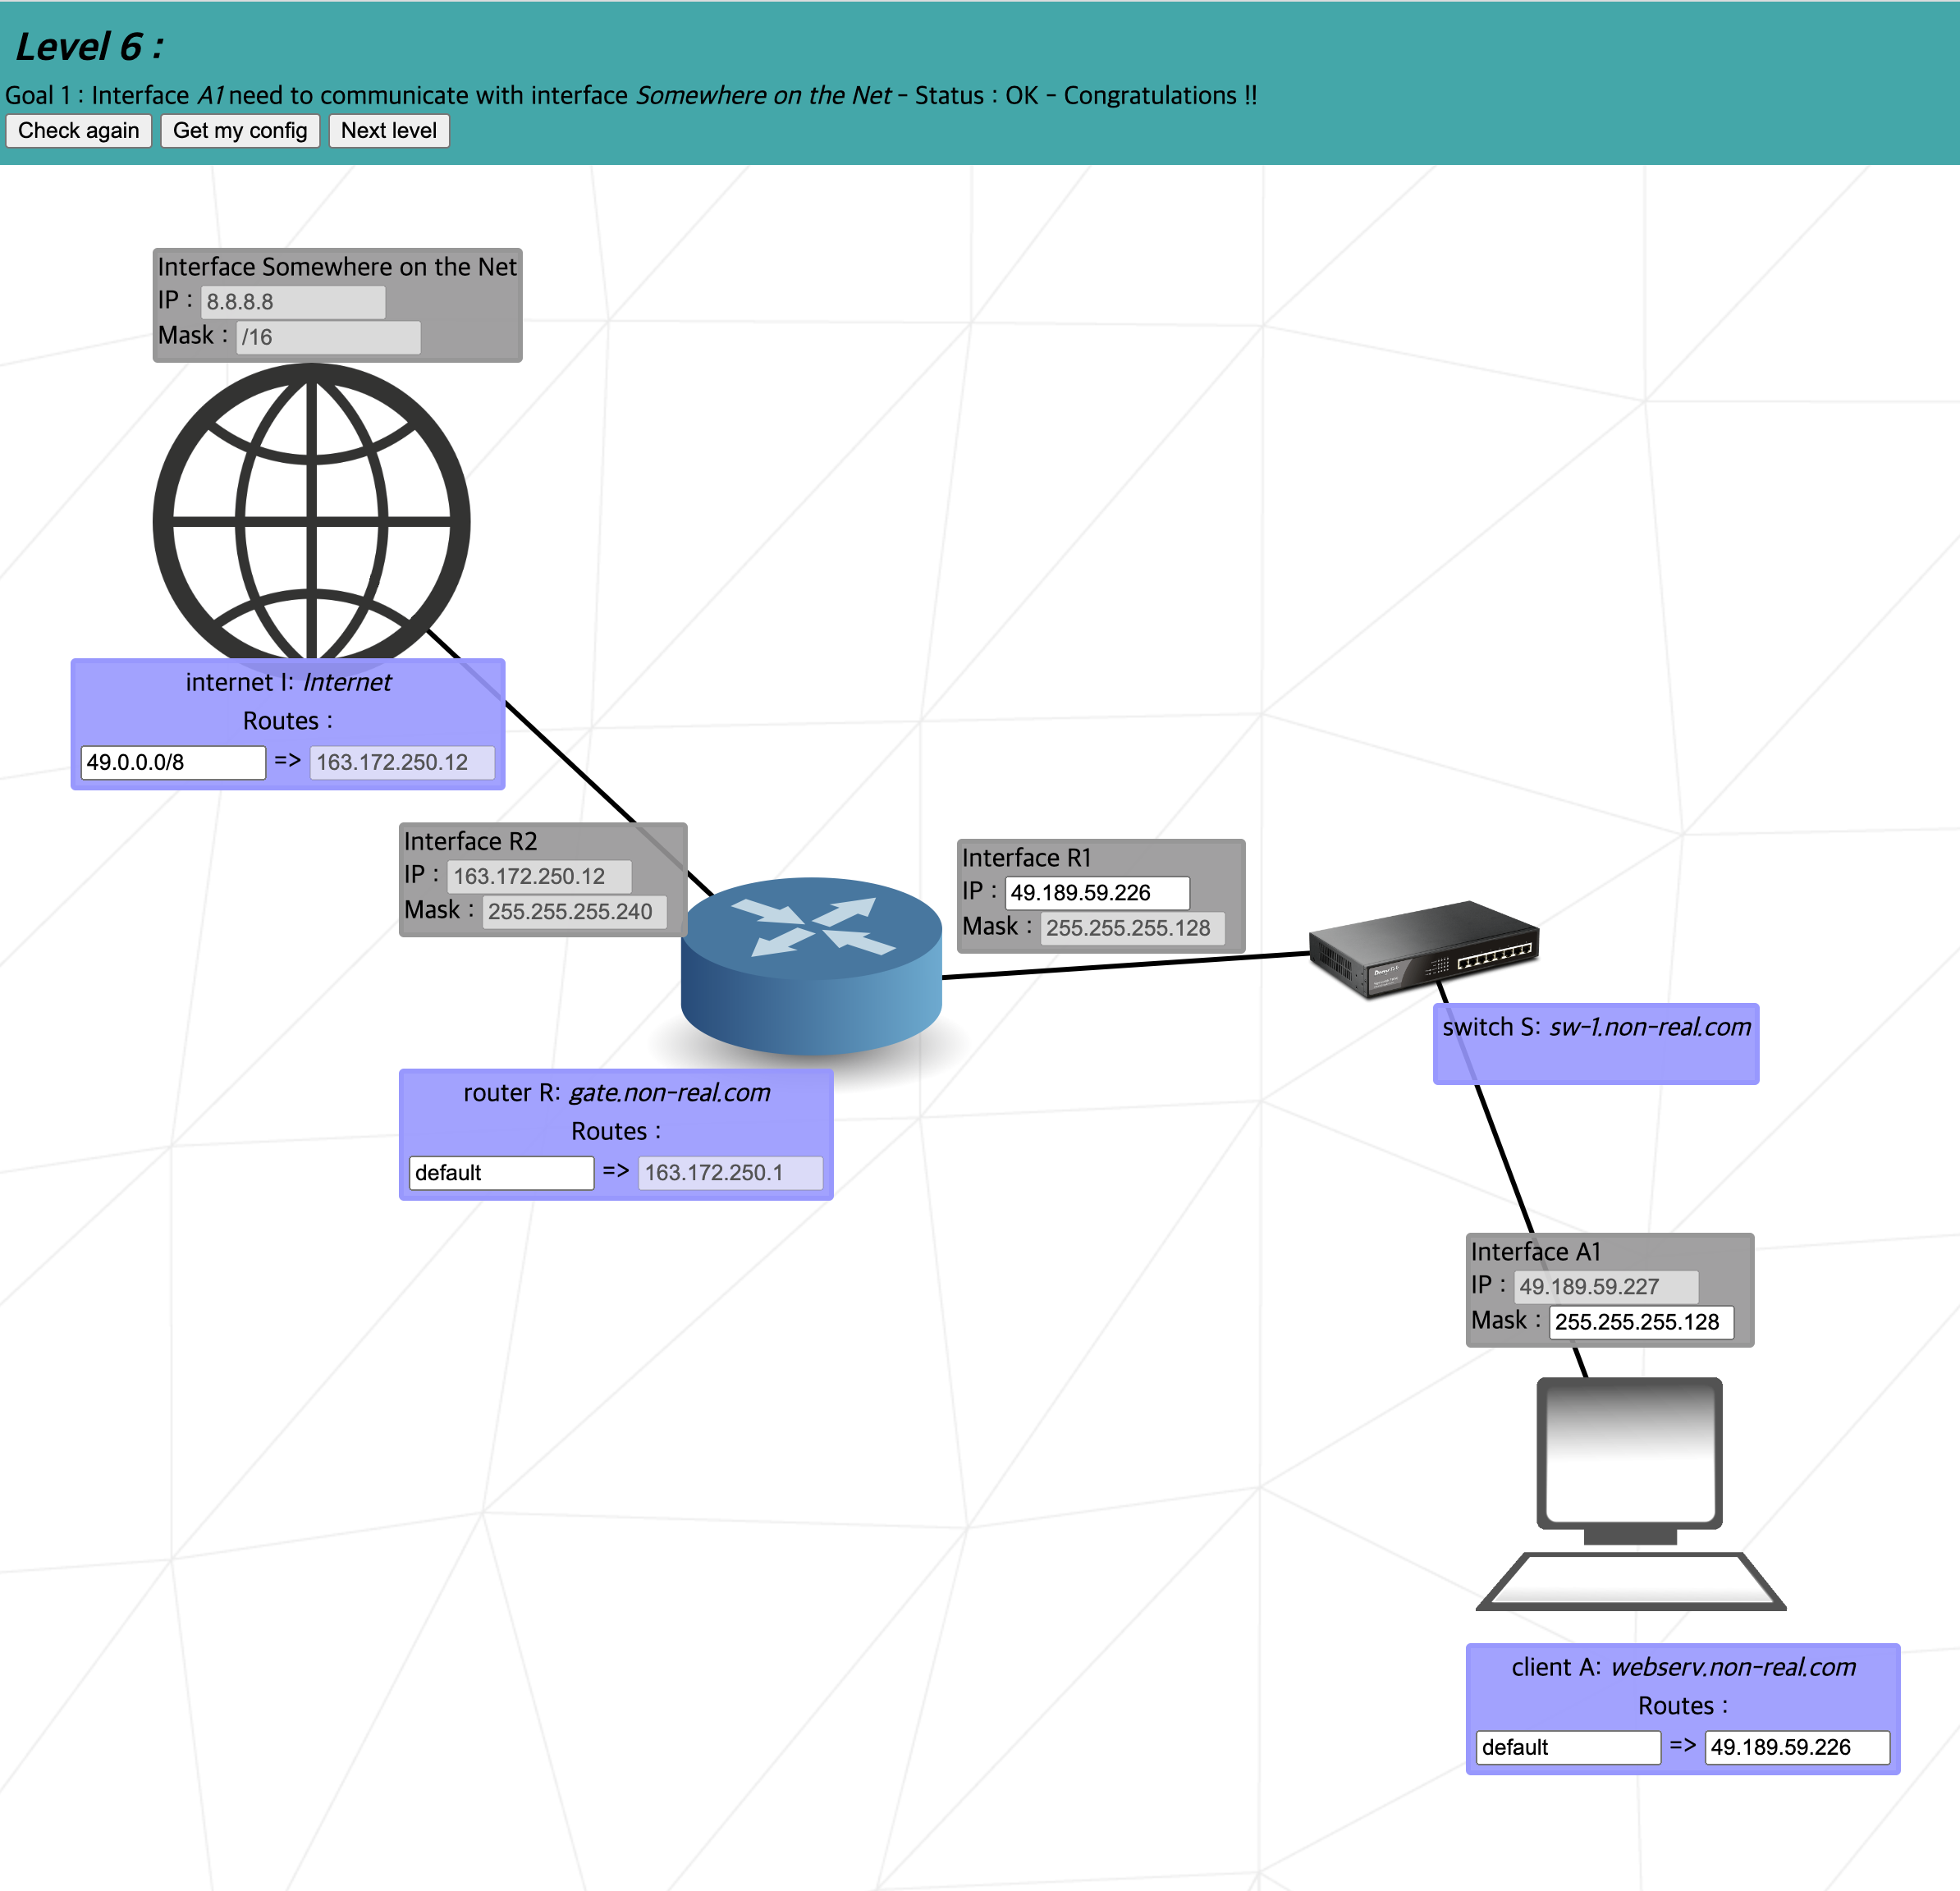 Level 6 :
Goal 1 : Interface A1 need to communicate with interface Somewhere on the Net - Status : OK - Congratulations !!
Check again Get my config Next level
Interface Somewhere on the Net
IP : 8.8.8.8
Mask : /16
internet I: Internet
Routes :
49.0.0.0/8 => 163.172.250.12
Interface R2
IP : 163.172.250.12
Mask : 255.255.255.240
Interface R1
IP : 49.189.59.226
Mask : 255.255.255.128
switch S: sw-1.non-real.com
router R: gate.non-real.com
Routes :
default => 163.172.250.1
Interface A1
IP : 49.189.59.227
Mask : 255.255.255.128
client A: webserv.non-real.com
Routes :
default => 49.189.59.226